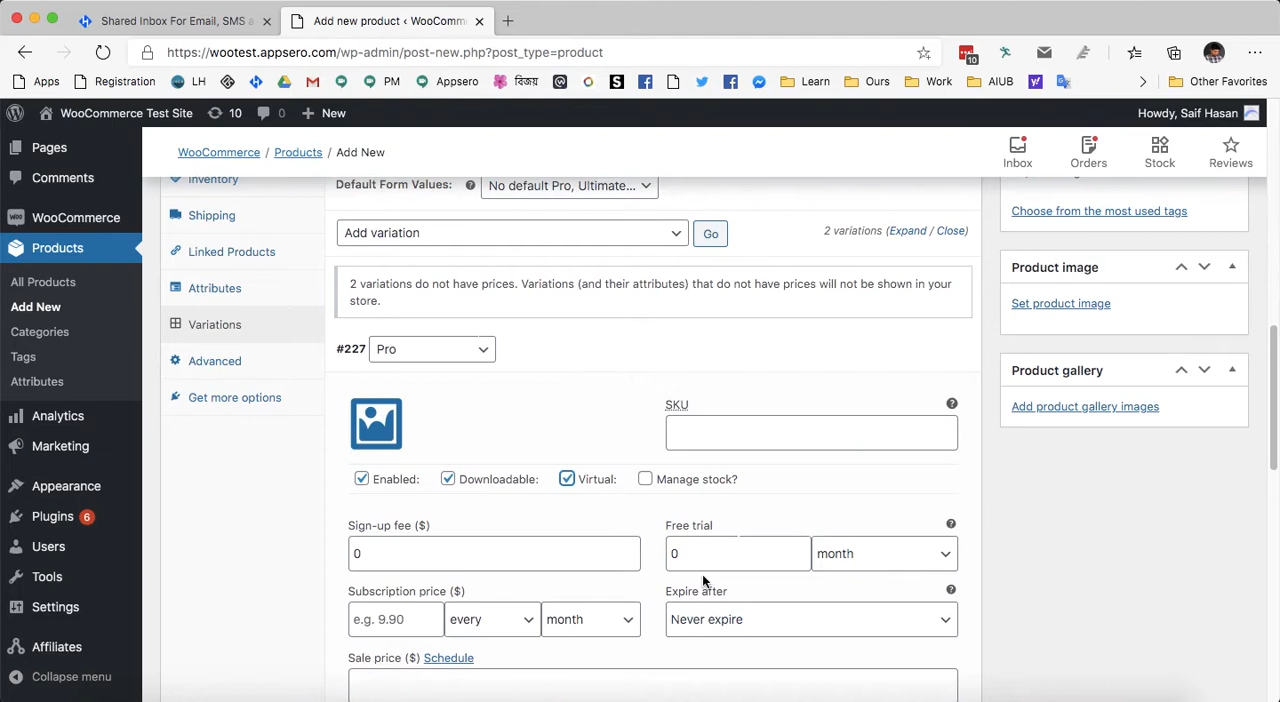 Shared Inbox For Email, SMS a
Add new product ‹ WooComm
https://wootest.appsero.com/wp-admin/post-new.php?post_type=product
10
Apps
Registration
LH
PM
Appsero
বিজয়
Learn
Ours
Work
AIUB
Other Favorites
WooCommerce Test Site
10
0
New
Howdy, Saif Hasan
Pages
Comments
WooCommerce
Products
All Products
Add New
Categories
Tags
Attributes
Analytics
Marketing
Appearance
Plugins 6
Users
Tools
Settings
Affiliates
Collapse menu
WooCommerce / Products / Add New
Inbox
Orders
Stock
Reviews
Inventory
Shipping
Linked Products
Attributes
Variations
Advanced
Get more options
Default Form Values:
No default Pro, Ultimate...
Add variation
Go
2 variations (Expand / Close)
2 variations do not have prices. Variations (and their attributes) that do not have prices will not be shown in your
store.
#227 Pro
SKU
Enabled:
Downloadable:
Virtual:
Manage stock?
Sign-up fee ($)
0
Free trial
0
month
Subscription price ($)
e.g. 9.90
every
month
Expire after
Never expire
Sale price ($) Schedule
Choose from the most used tags
Product image
Set product image
Product gallery
Add product gallery images